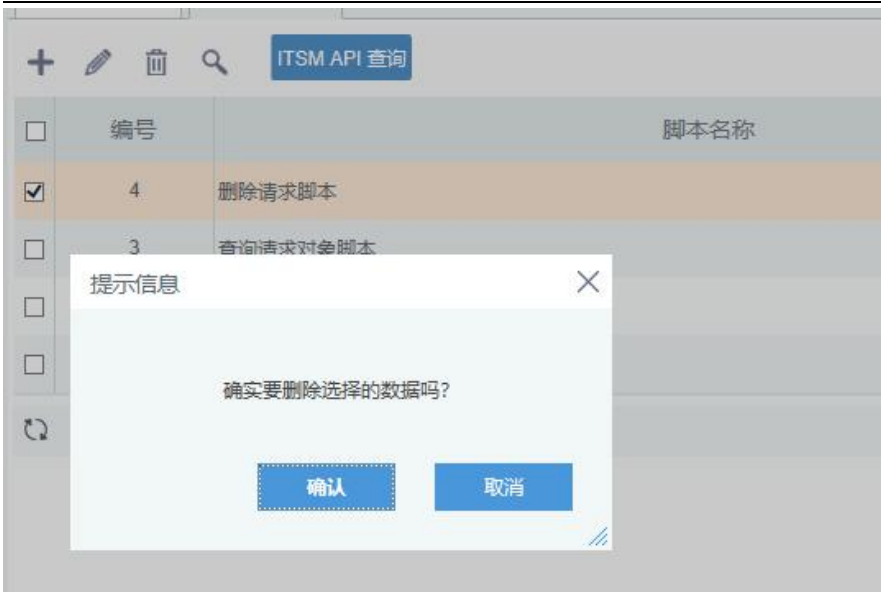 ITSM API 查询
编号 脚本名称
4 删除请求脚本
3 查询请求对象脚本
提示信息
确实要删除选择的数据吗?
确认 取消